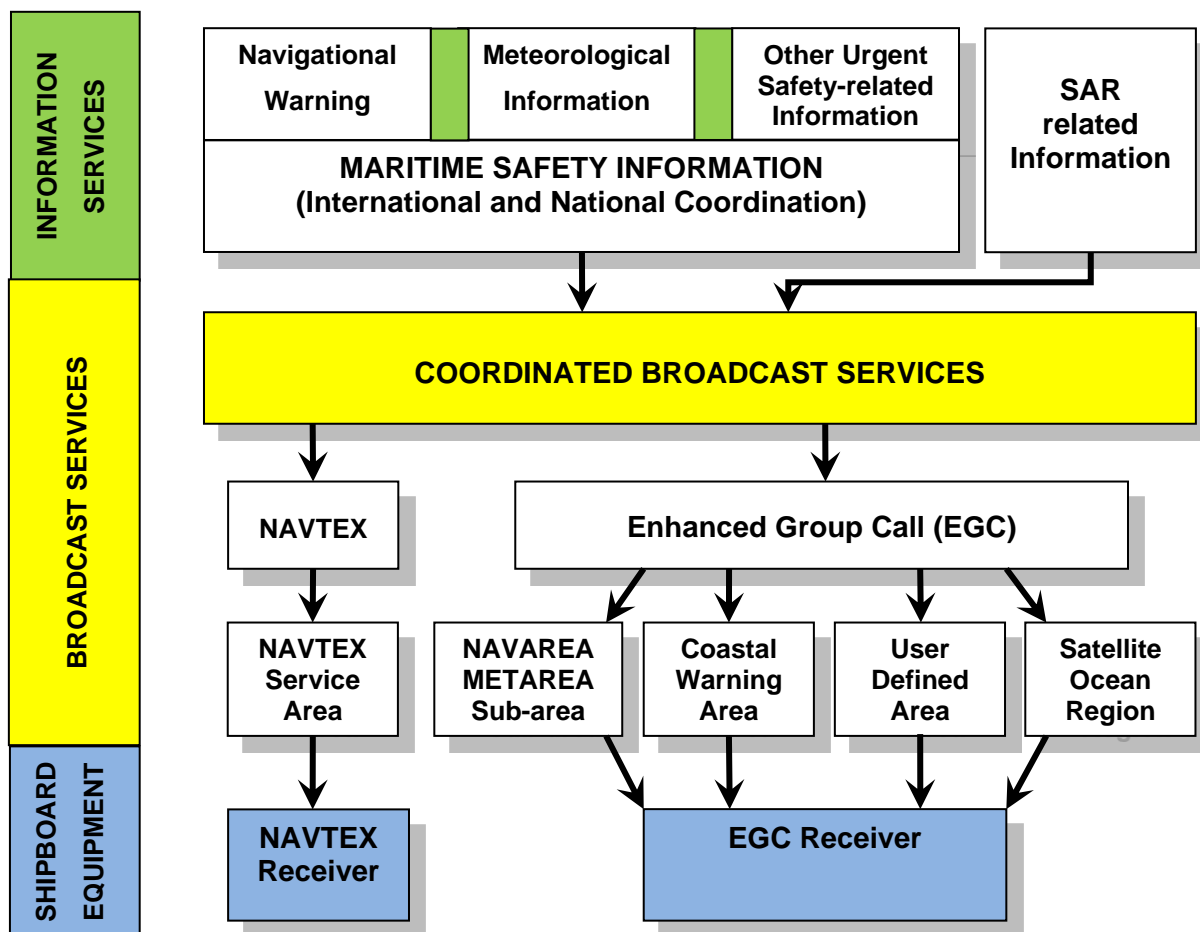 INFORMATION
SERVICES
Navigational
Warning
Meteorological
Information
Other Urgent
Safety-related
Information
MARITIME SAFETY INFORMATION
(International and National Coordination)
SAR
related
Information
BROADCAST SERVICES
COORDINATED BROADCAST SERVICES
NAVTEX
Enhanced Group Call (EGC)
NAVTEX
Service
Area
NAVAREA
METAREA
Sub-area
Coastal
Warning
Area
User
Defined
Area
Satellite
Ocean
Region
SHIPBOARD
EQUIPMENT
NAVTEX
Receiver
EGC Receiver